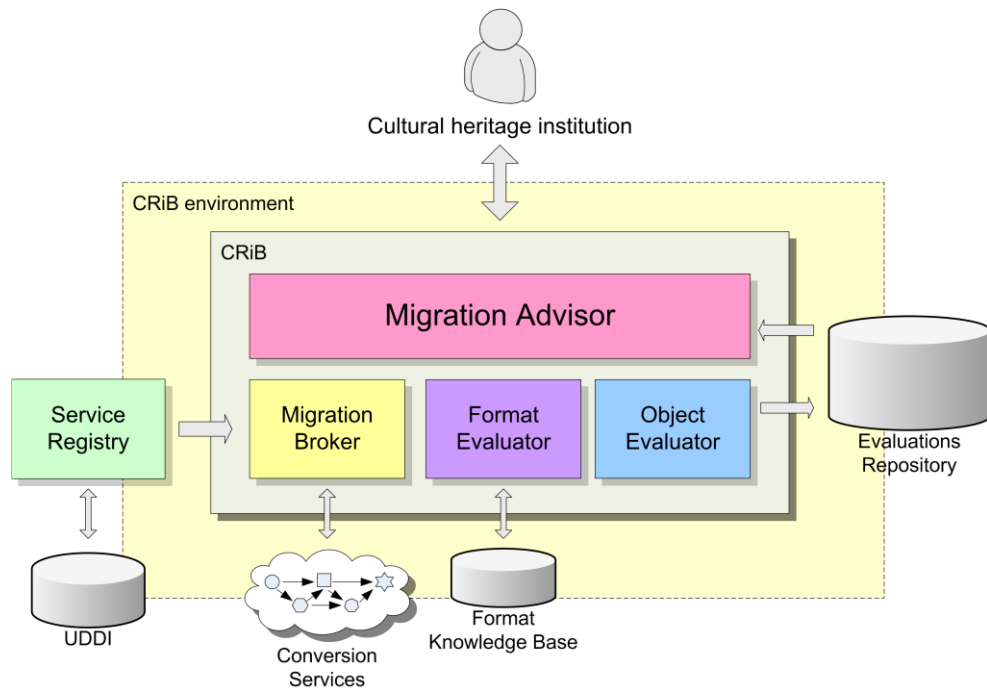 Cultural heritage institution
CRiB environment
CRiB
Migration Advisor
Service
Registry
Migration
Broker
Format
Evaluator
Object
Evaluator
Evaluations
Repository
UDDI
Conversion
Services
Format
Knowledge Base